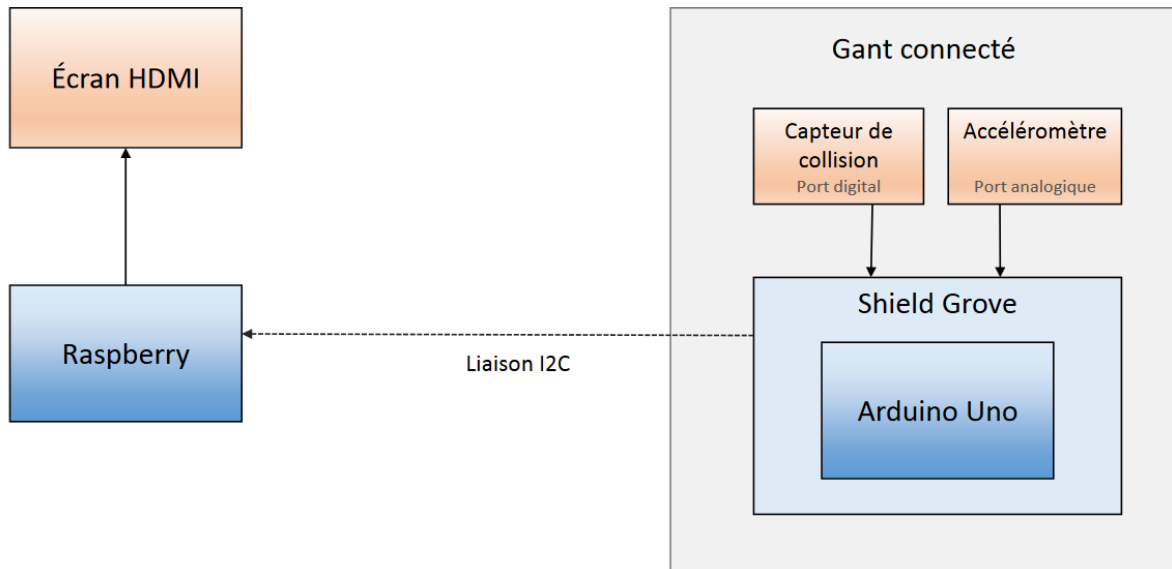 Écran HDMI
Gant connecté
Capteur de
collision
Port digital
Accéléromètre
Port analogique
Shield Grove
Arduino Uno
Raspberry
Liaison I2C